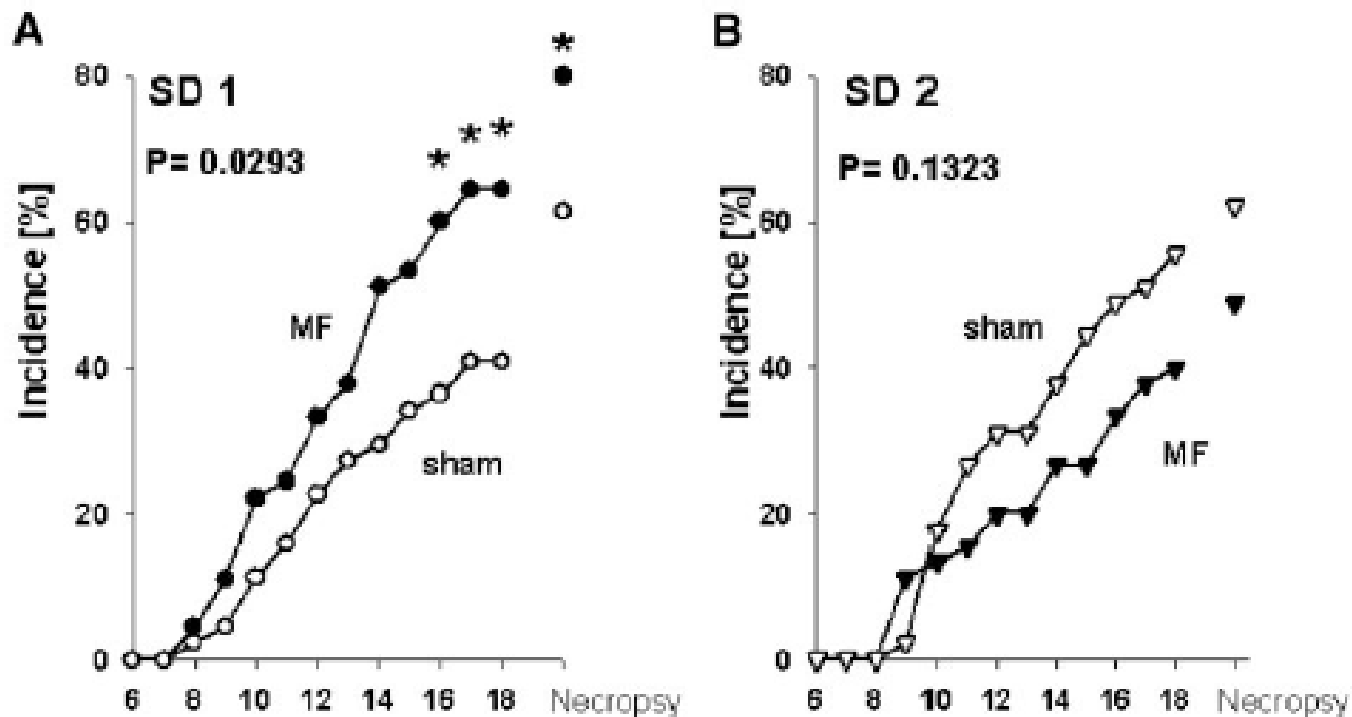 A
SD 1
P= 0.0293
Incidence [%]
80
60
40
20
0
MF
sham
*
* * *
6 8 10 12 14 16 18 Necropsy
B
SD 2
P= 0.1323
Incidence [%]
80
60
40
20
0
sham
MF
6 8 10 12 14 16 18 Necropsy